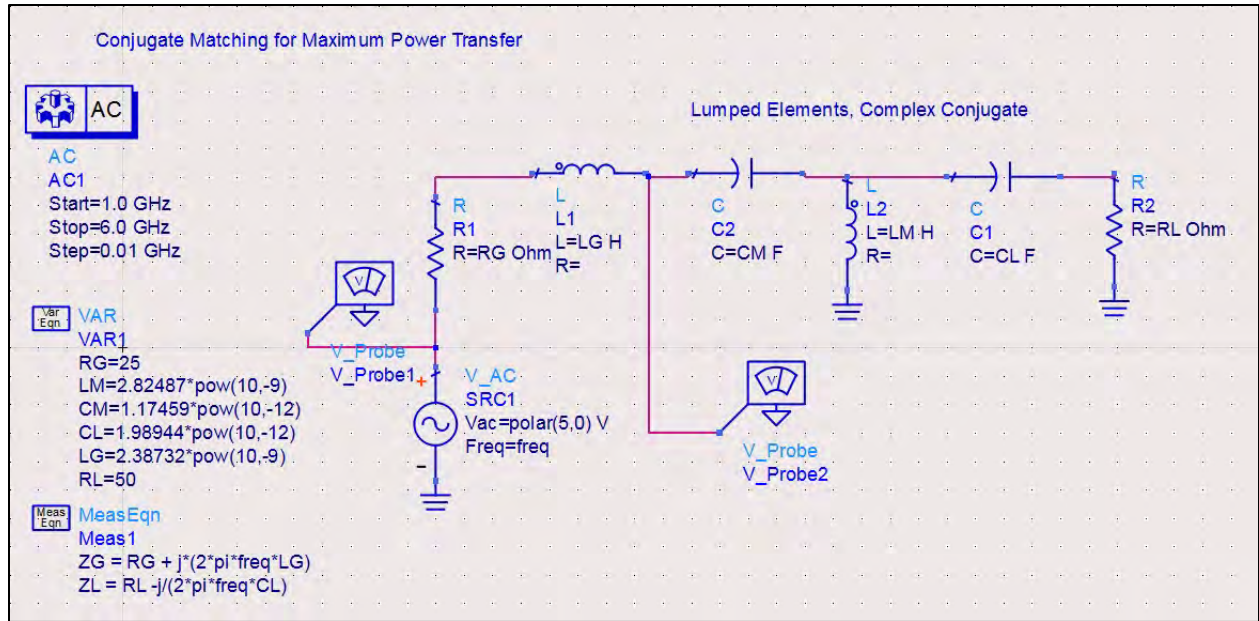 Conjugate Matching for Maximum Power Transfer
AC
AC
AC1
Start=1.0 GHz
Stop=6.0 GHz
Step=0.01 GHz
Var
Eqn
VAR
VAR1
RG=25
LM=2.82487*pow(10,-9)
CM=1.17459*pow(10,-12)
CL=1.98944*pow(10,-12)
LG=2.38732*pow(10,-9)
RL=50
Meas
Eqn
MeasEqn
Meas1
ZG = RG + j*(2*pi*freq*LG)
ZL = RL -j/(2*pi*freq*CL)
V
V_Probe
V_Probe1
R
R1
R=RG Ohm
L
L1
L=LG H
R=
+
V_AC
SRC1
Vac=polar(5,0) V
Freq=freq
-
Lumped Elements, Complex Conjugate
C
C2
C=CM F
L
L2
L=LM H
R=
C
C1
C=CL F
R
R2
R=RL Ohm
V
V_Probe
V_Probe2